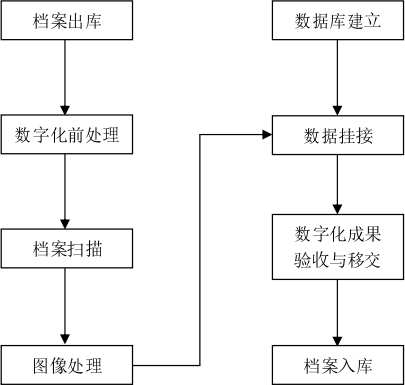 档案出库
数字化前处理
档案扫描
图像处理
数据库建立
数据挂接
数字化成果
验收与移交
档案入库